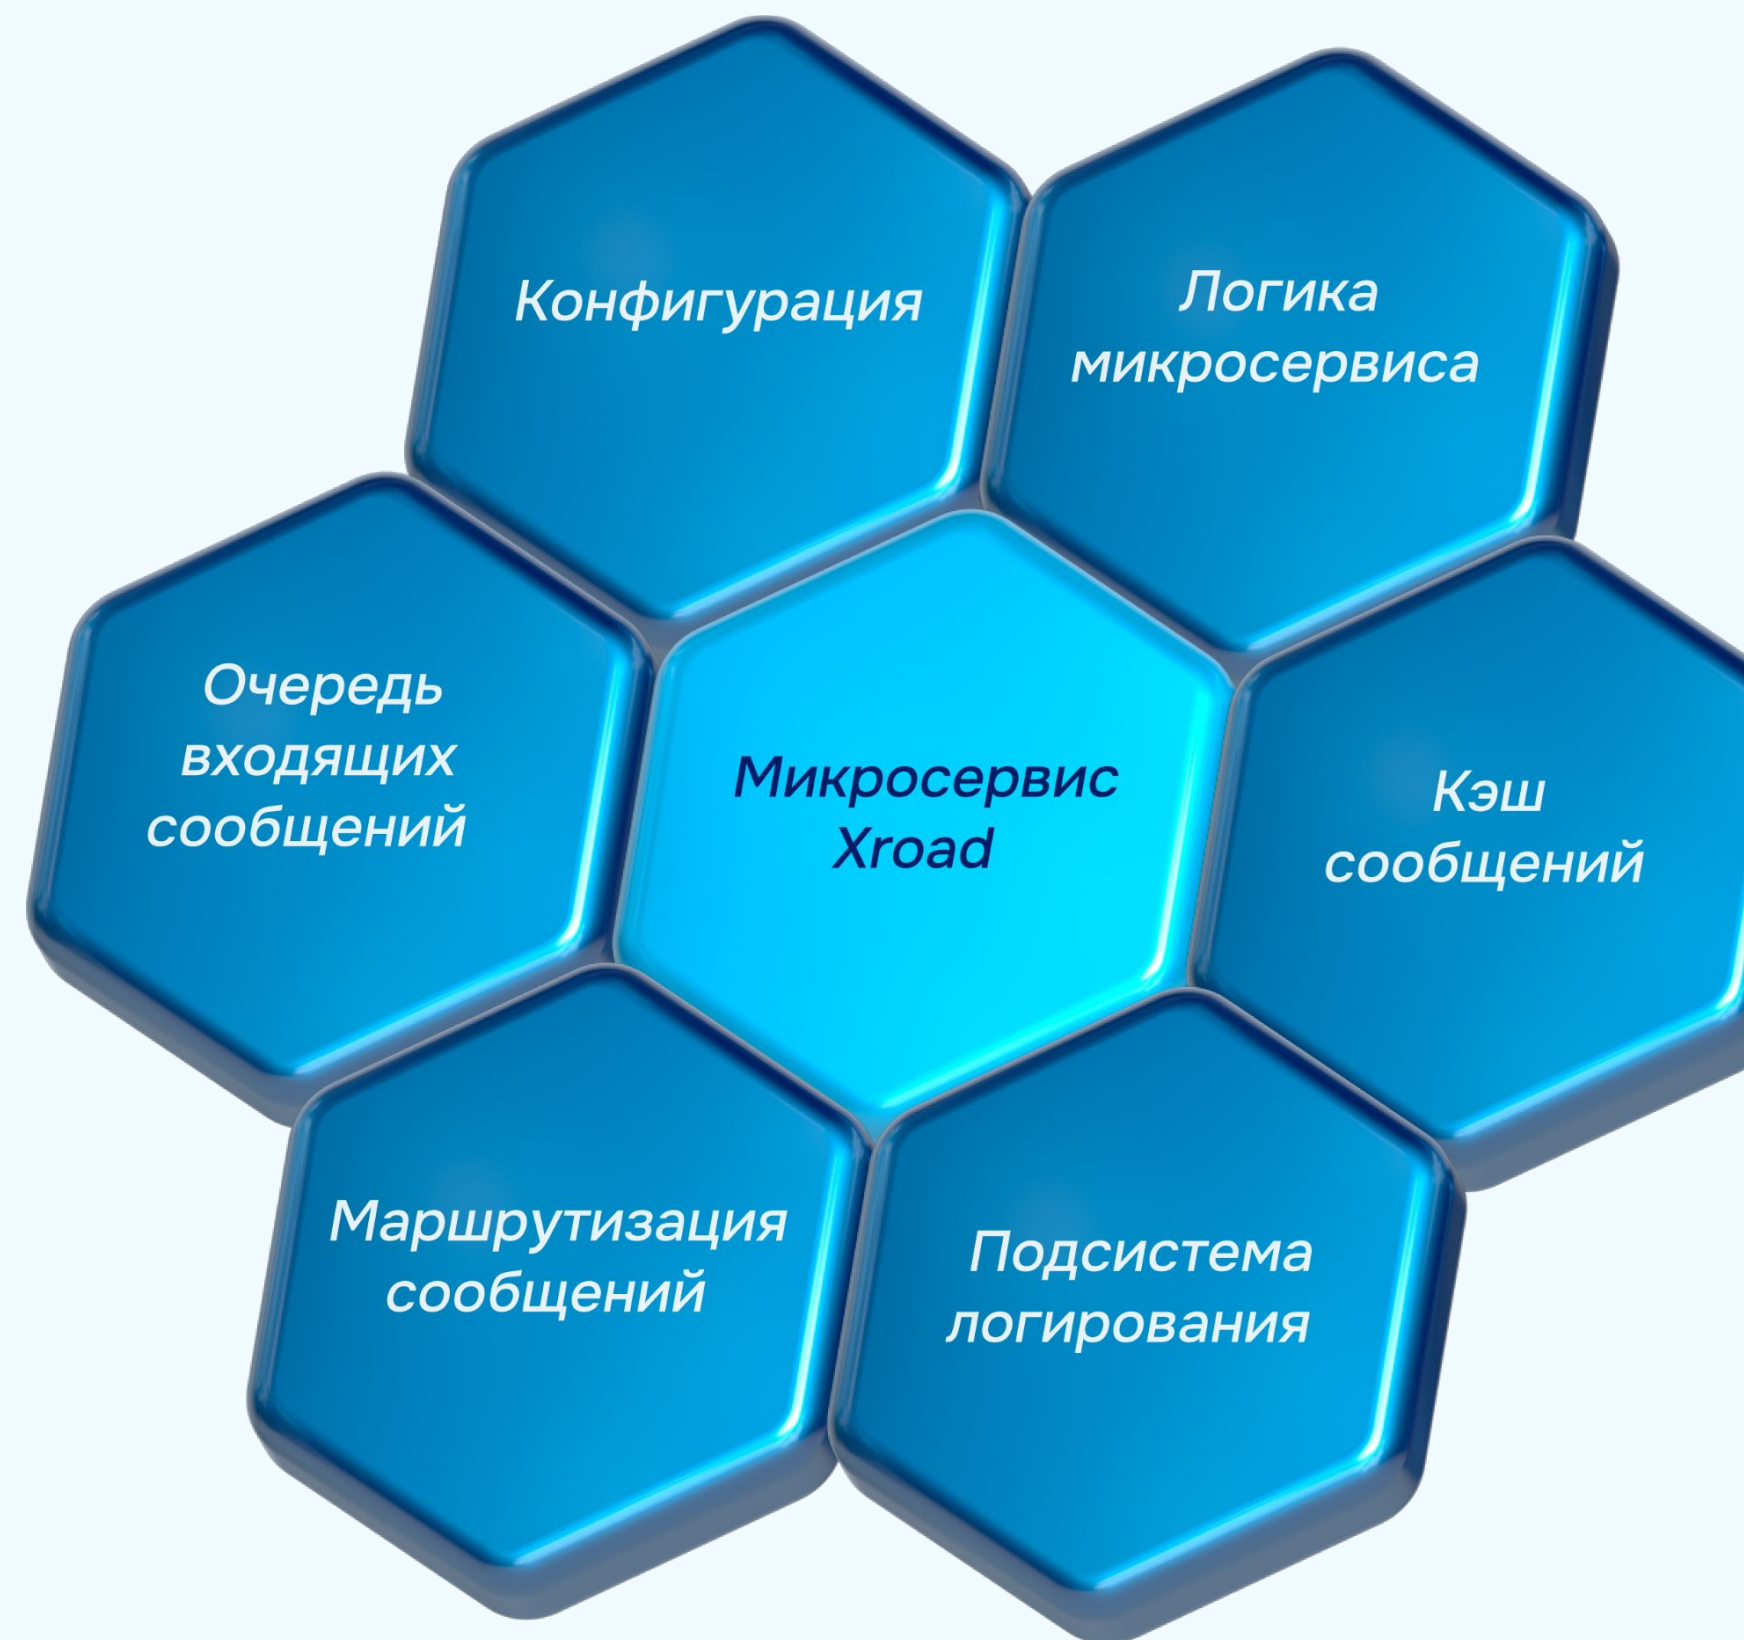 Конфигурация
Логика
микросервиса
Очередь
входящих
сообщений
Микросервис
Xroad
Кэш
сообщений
Маршрутизация
сообщений
Подсистема
логирования